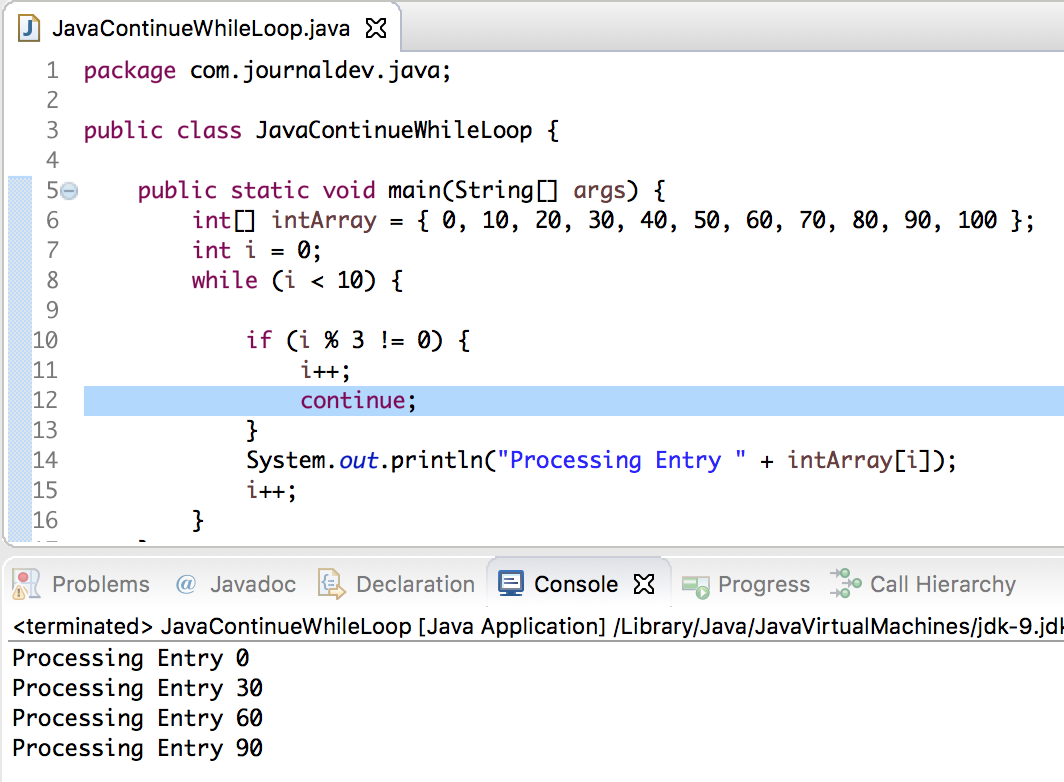 JavaContinueWhileLoop.java
1 package com.journaldev.java;
2
3 public class JavaContinueWhileLoop {
4
5 public static void main(String[] args) {
6 int[] intArray = { 0, 10, 20, 30, 40, 50, 60, 70, 80, 90, 100 };
7 int i = 0;
8 while (i < 10) {
9
10 if (i % 3 != 0) {
11 i++;
12 continue;
13 }
14 System.out.println("Processing Entry " + intArray[i]);
15 i++;
16 }
Problems @ Javadoc Declaration Console Progress Call Hierarchy
<terminated> JavaContinueWhileLoop [Java Application] /Library/Java/JavaVirtualMachines/jdk-9.jdk
Processing Entry 0
Processing Entry 30
Processing Entry 60
Processing Entry 90